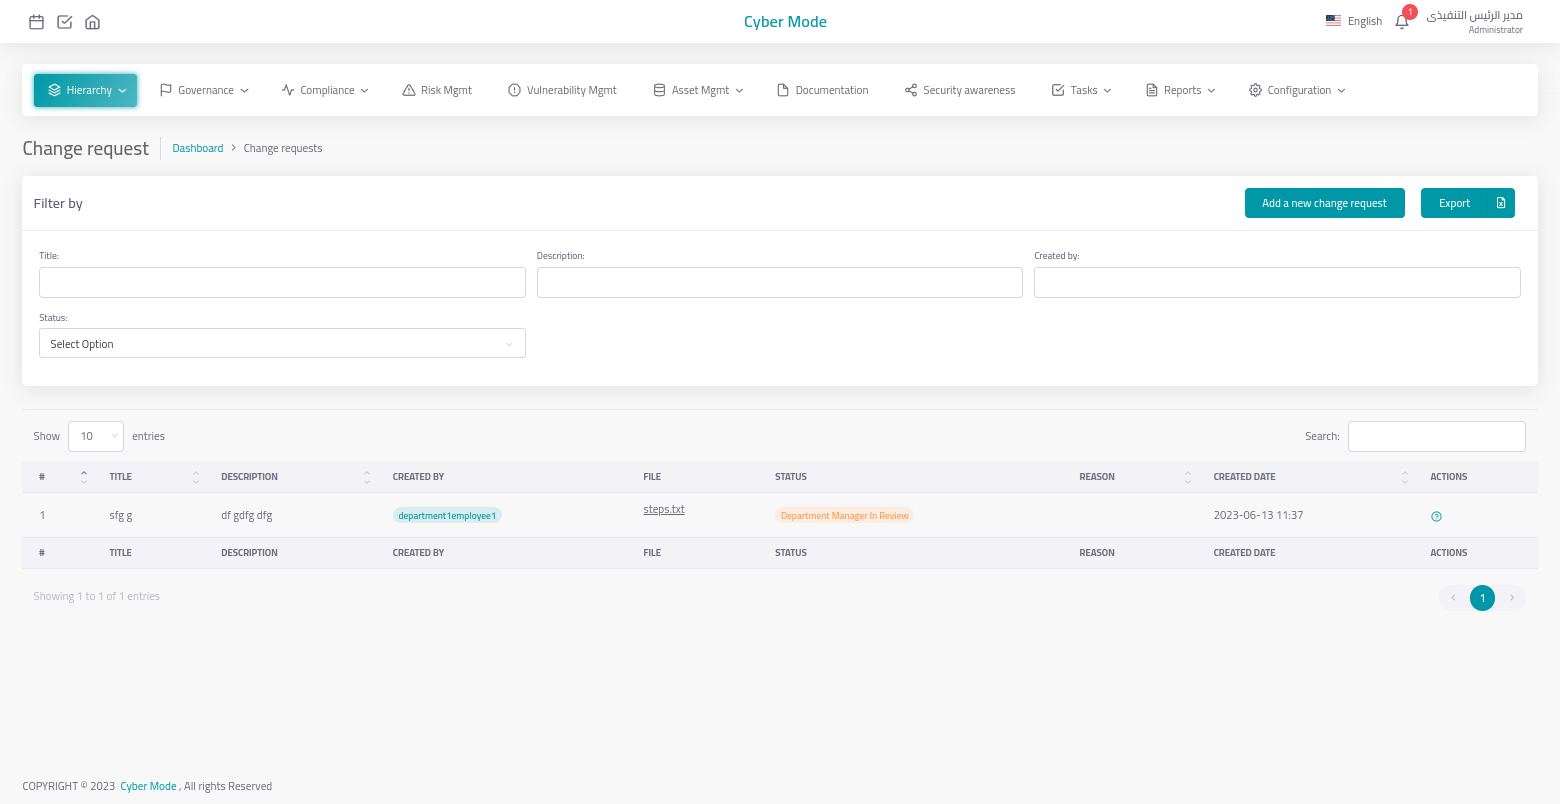 Cyber Mode
English
1
مدير الرئيس التنفيذى
Administrator
Hierarchy
Governance
Compliance
Risk Mgmt
Vulnerability Mgmt
Asset Mgmt
Documentation
Security awareness
Tasks
Reports
Configuration
Change request
Dashboard
Change requests
Filter by
Add a new change request
Export
Title:
Description:
Created by:
Status:
Select Option
Show 10 entries
Search:
# TITLE DESCRIPTION CREATED BY FILE STATUS REASON CREATED DATE ACTIONS
1 sfg g df gdfg dfg department1employee1 steps.txt Department Manager In Review 2023-06-13 11:37
# TITLE DESCRIPTION CREATED BY FILE STATUS REASON CREATED DATE ACTIONS
Showing 1 to 1 of 1 entries
1
COPYRIGHT © 2023 Cyber Mode , All rights Reserved